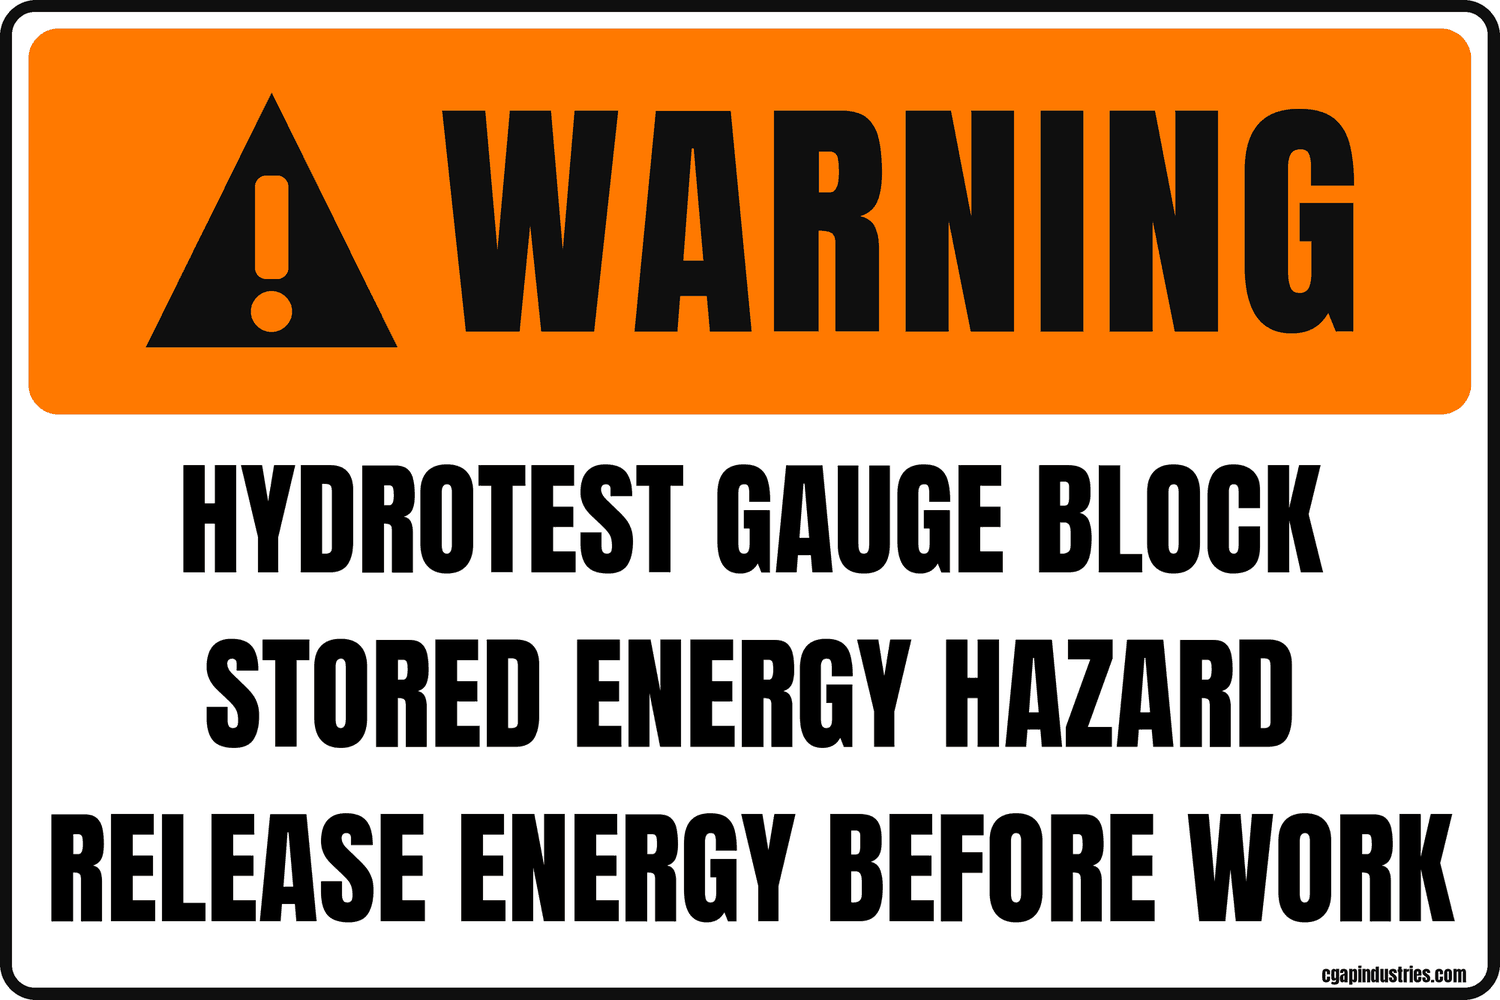 WARNING
HYDROTEST GAUGE BLOCK
STORED ENERGY HAZARD
RELEASE ENERGY BEFORE WORK
cgapindustries.com